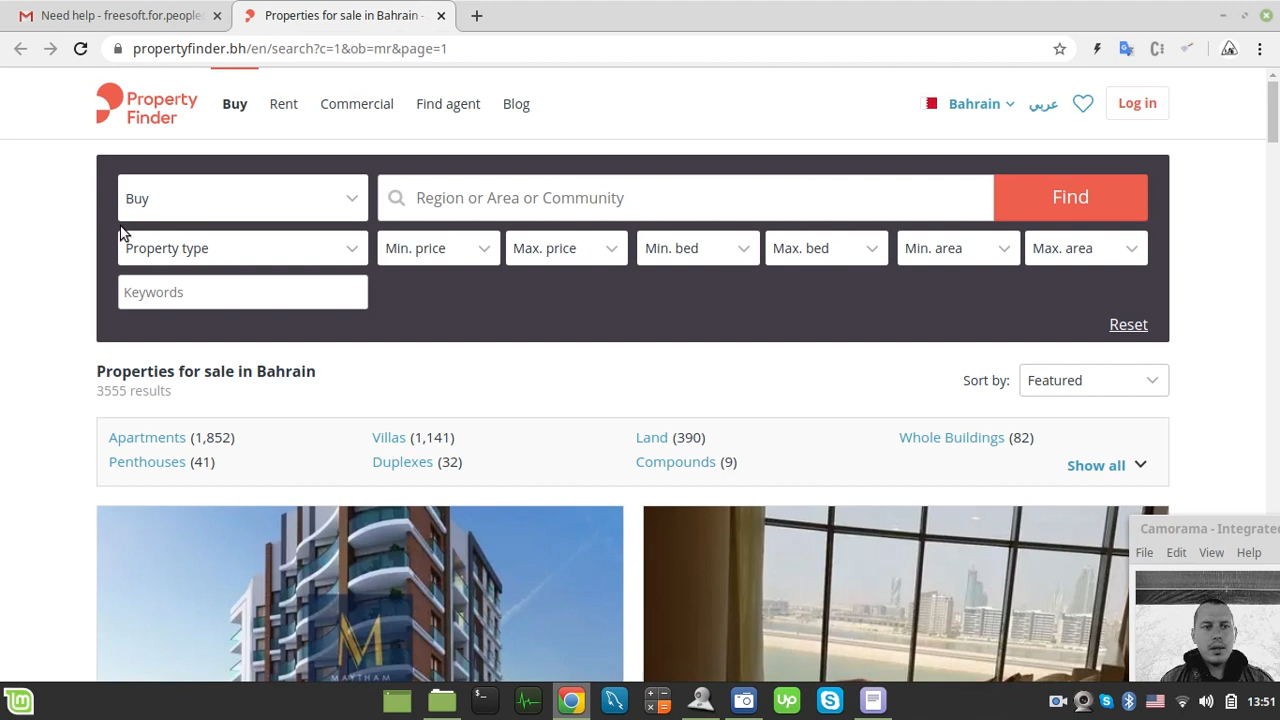 Need help - freesoft.for.people
Properties for sale in Bahrain -
propertyfinder.bh/en/search?c=1&ob=mr&page=1
Property Finder
Buy Rent Commercial Find agent Blog
Bahrain عربي Log in
Buy Region or Area or Community Find
Property type Min. price Max. price Min. bed Max. bed Min. area Max. area
Keywords
Reset
Properties for sale in Bahrain
3555 results
Sort by: Featured
Apartments (1,852) Villas (1,141) Land (390) Whole Buildings (82)
Penthouses (41) Duplexes (32) Compounds (9) Show all
M
MAYTHAM
Camorama - Integrate
File Edit View Help
up
13:51